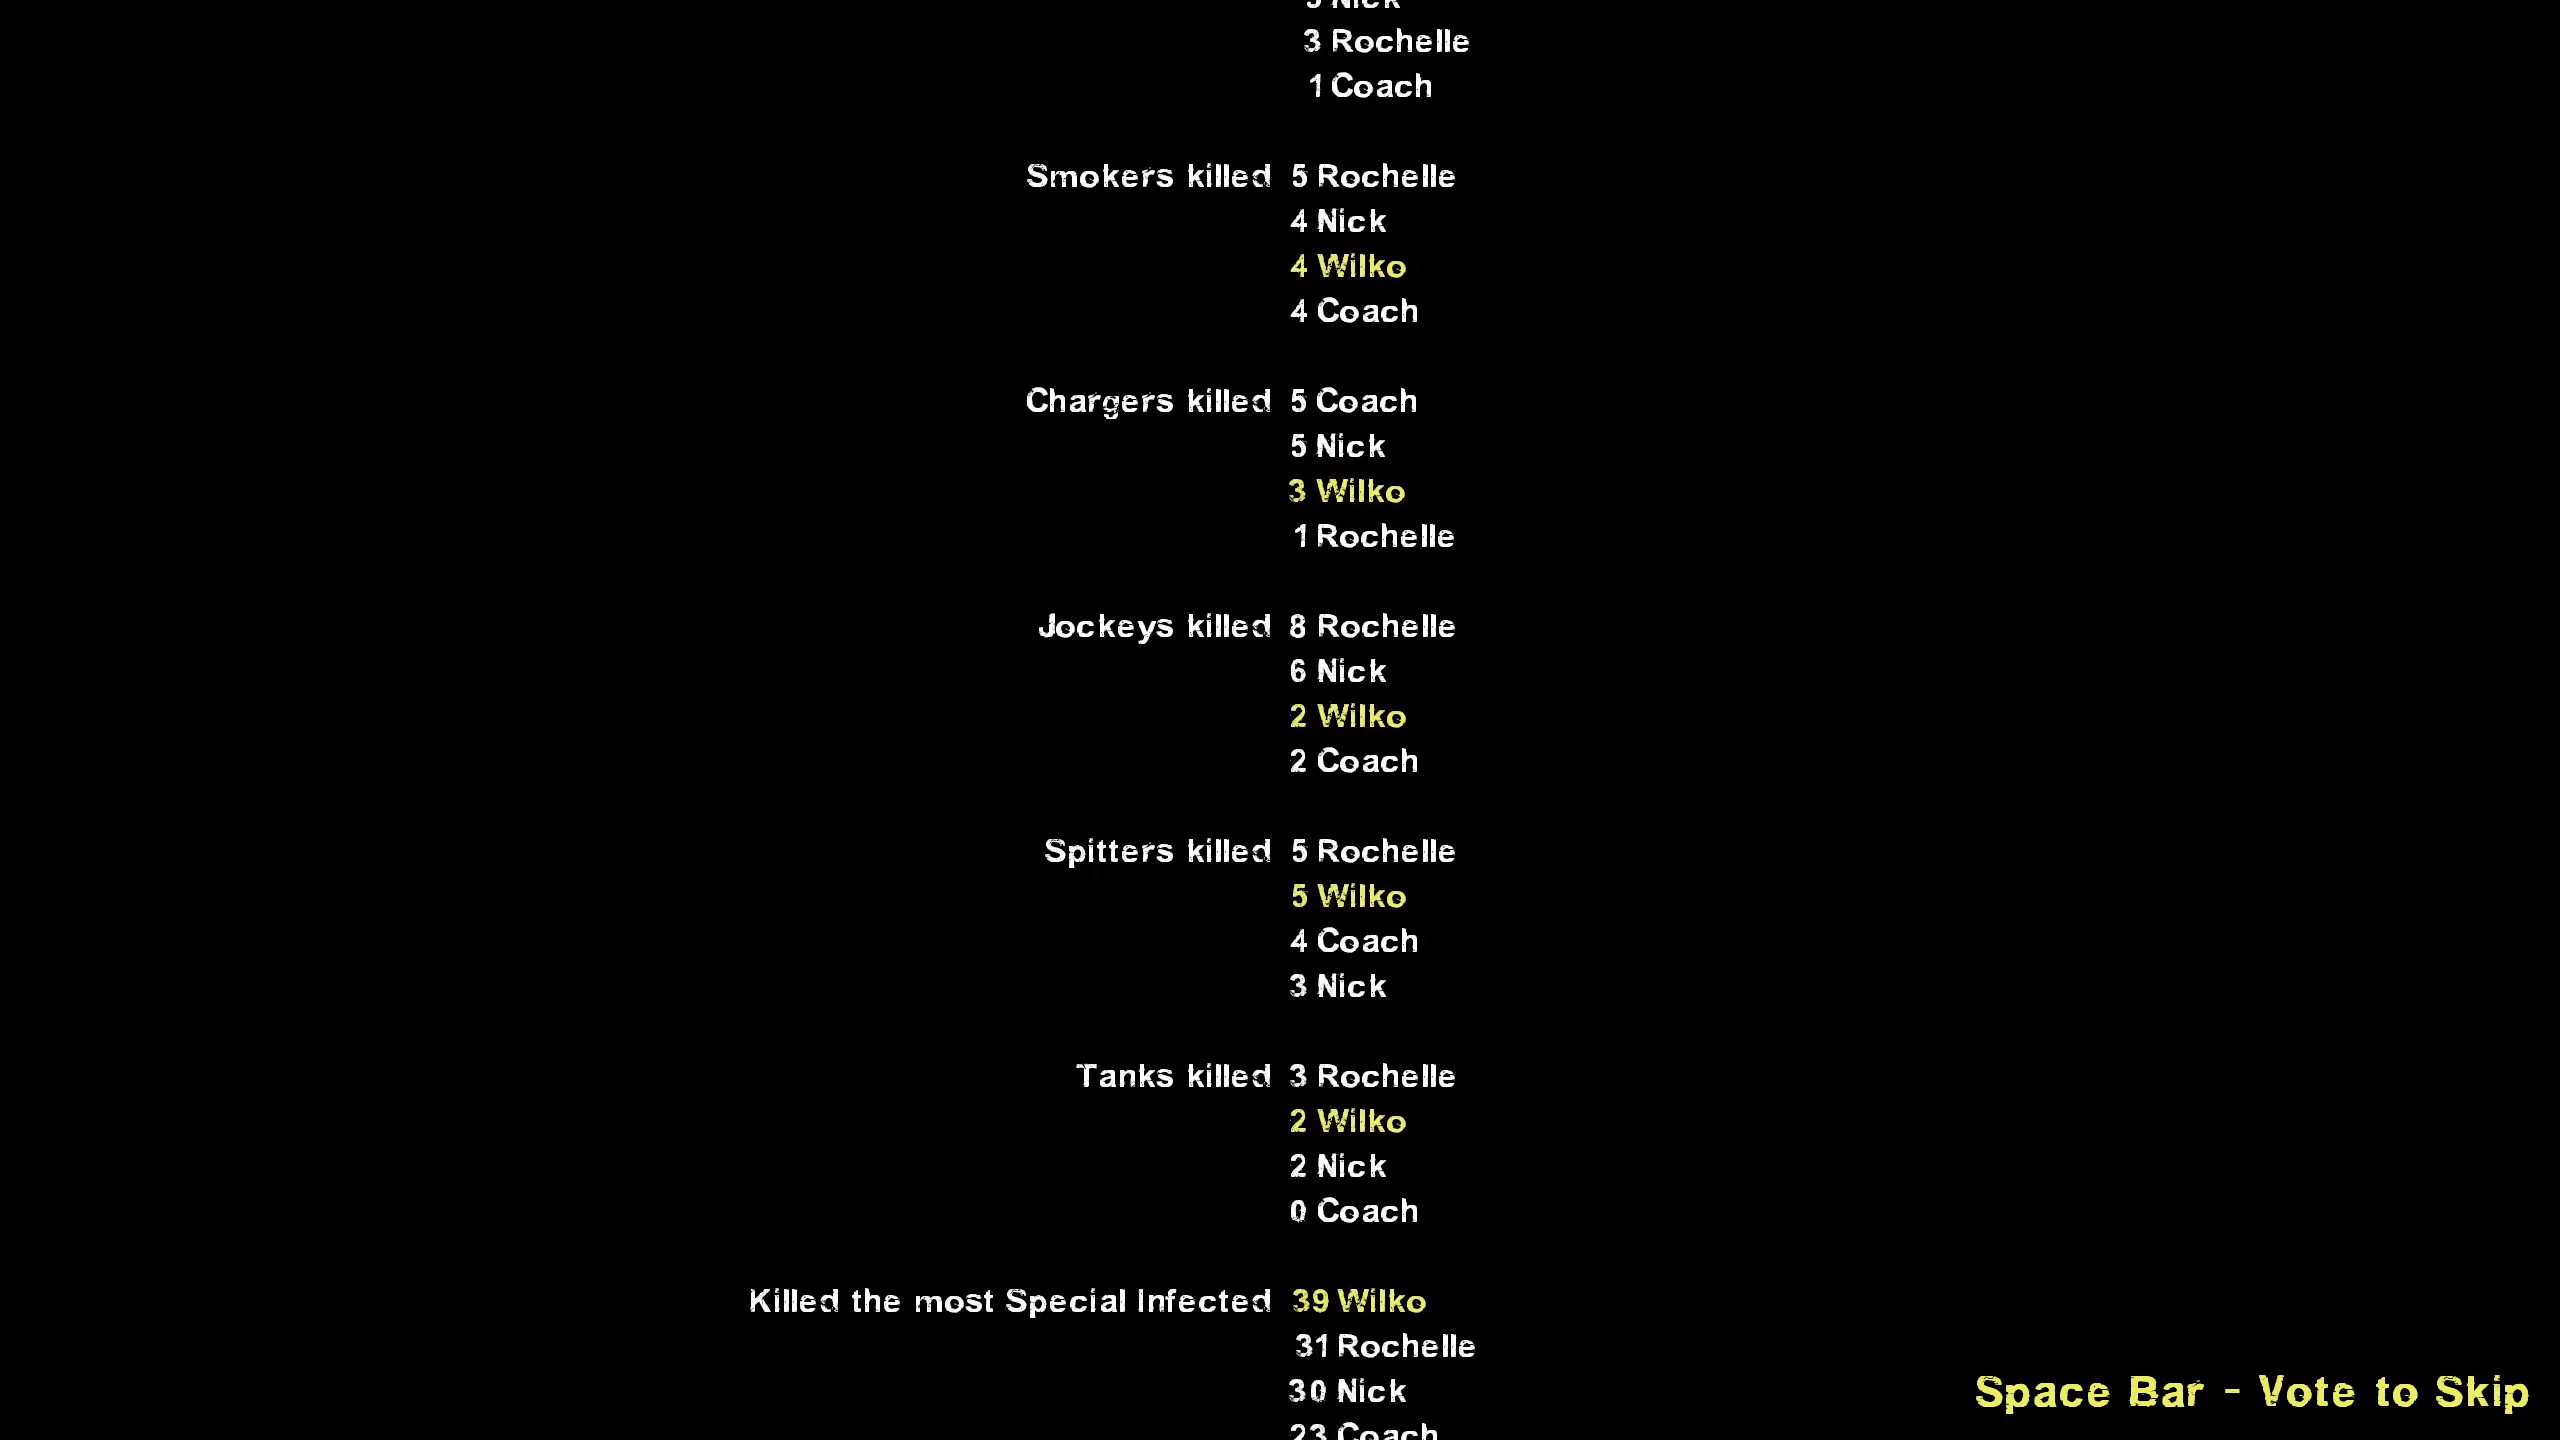 3 Rochelle
1 Coach
Smokers killed 5 Rochelle
4 Nick
4 Wilko
4 Coach
Chargers killed 5 Coach
5 Nick
3 Wilko
1 Rochelle
Jockeys killed 8 Rochelle
6 Nick
2 Wilko
2 Coach
Spitters killed 5 Rochelle
5 Wilko
4 Coach
3 Nick
Tanks killed 3 Rochelle
2 Wilko
2 Nick
0 Coach
Killed the most Special Infected 39 Wilko
31 Rochelle
30 Nick
23 Coach
Space Bar - Vote to Skip